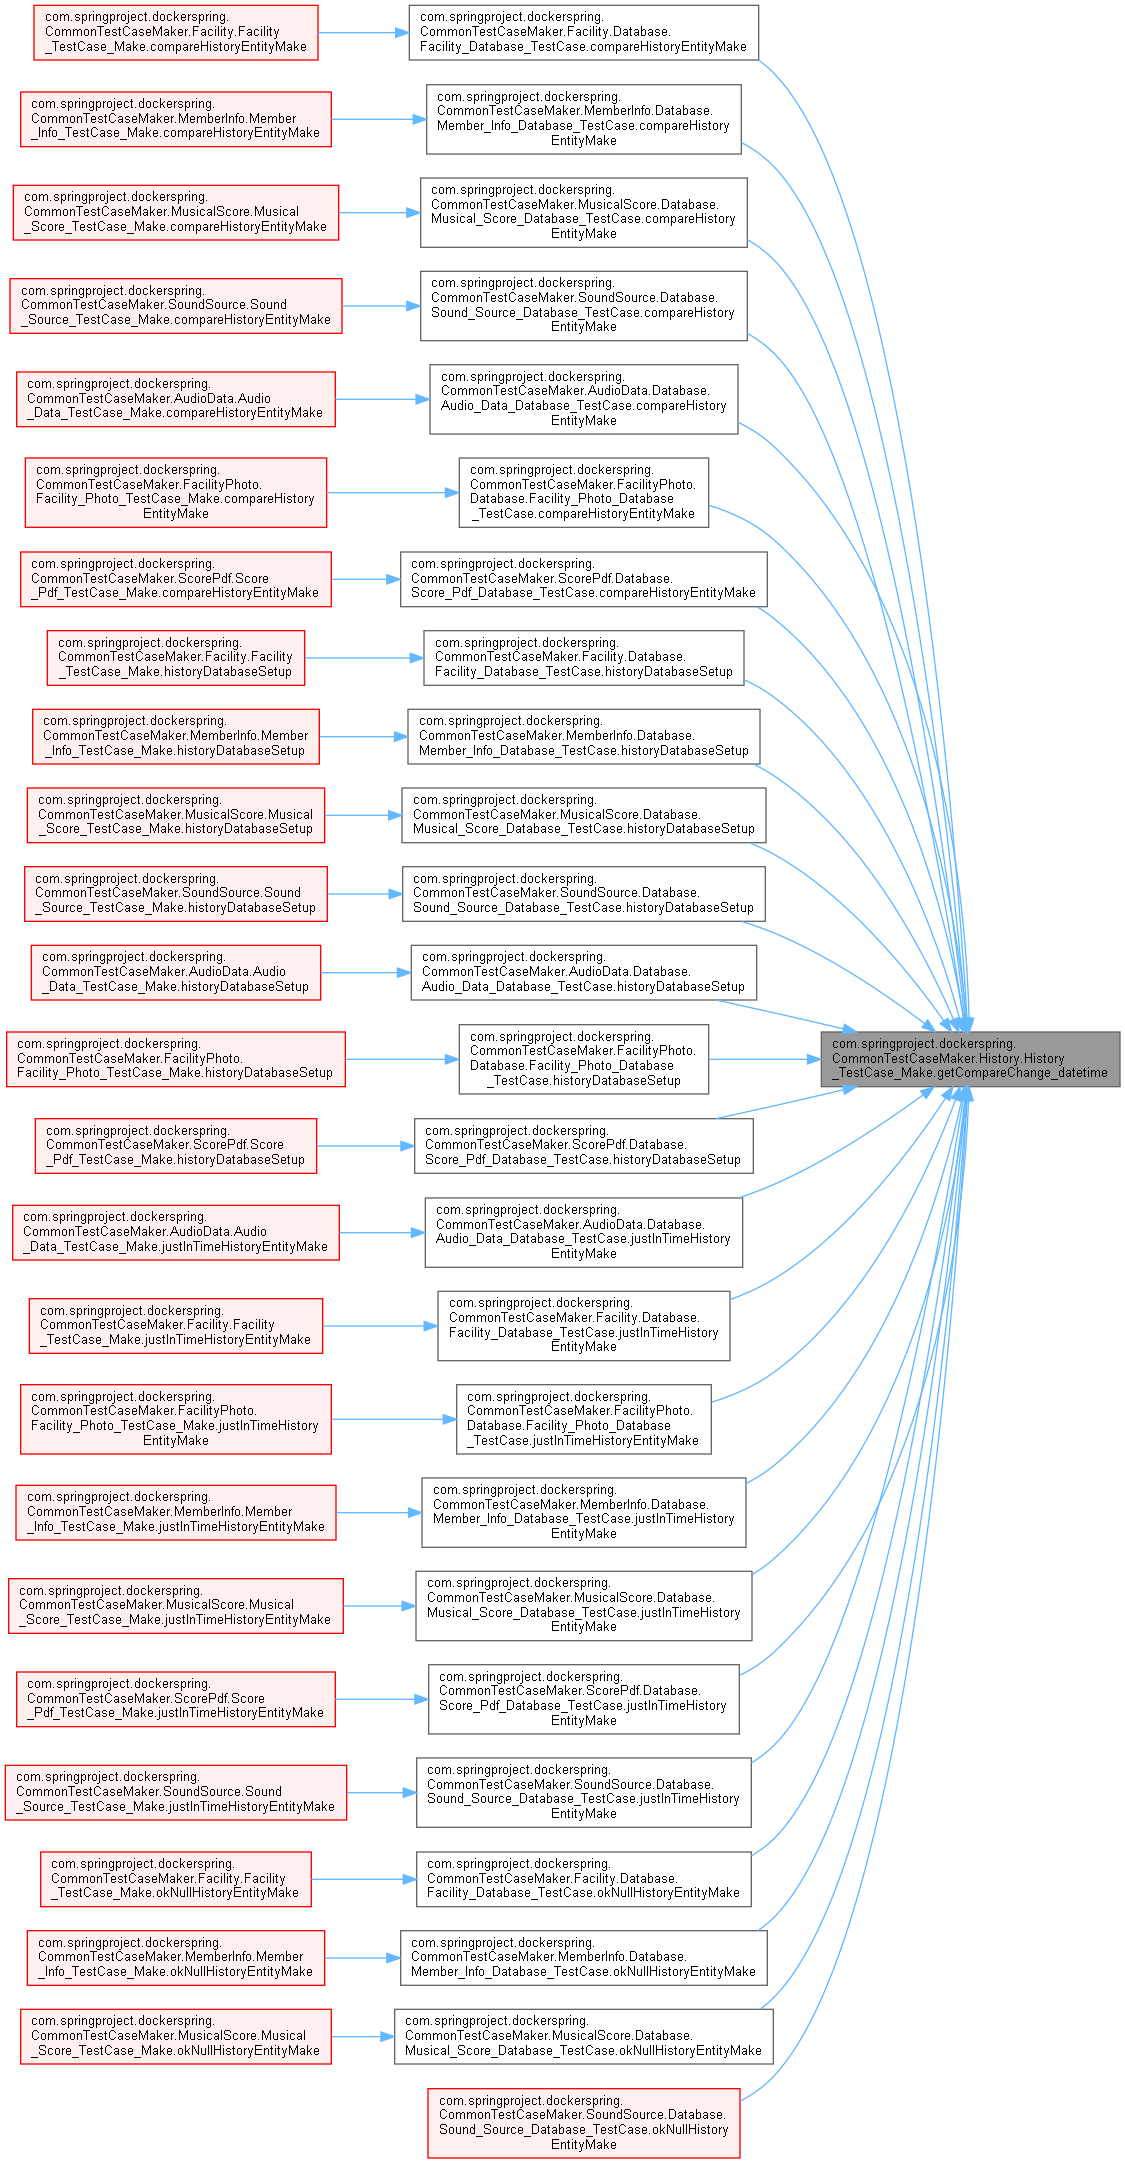 com.springproject.dockerspring.
CommonTestCaseMaker.Facility.Facility
_TestCase_Make.compareHistoryEntityMake
com.springproject.dockerspring.
CommonTestCaseMaker.Facility.Database.
Facility_Database_TestCase.compareHistoryEntityMake
com.springproject.dockerspring.
CommonTestCaseMaker.MemberInfo.Member
_Info_TestCase_Make.compareHistoryEntityMake
com.springproject.dockerspring.
CommonTestCaseMaker.MemberInfo.Database.
Member_Info_Database_TestCase.compareHistory
EntityMake
com.springproject.dockerspring.
CommonTestCaseMaker.MusicalScore.Musical
_Score_TestCase_Make.compareHistoryEntityMake
com.springproject.dockerspring.
CommonTestCaseMaker.MusicalScore.Database.
Musical_Score_Database_TestCase.compareHistory
EntityMake
com.springproject.dockerspring.
CommonTestCaseMaker.SoundSource.Sound
_Source_TestCase_Make.compareHistoryEntityMake
com.springproject.dockerspring.
CommonTestCaseMaker.SoundSource.Database.
Sound_Source_Database_TestCase.compareHistory
EntityMake
com.springproject.dockerspring.
CommonTestCaseMaker.AudioData.Audio
_Data_TestCase_Make.compareHistoryEntityMake
com.springproject.dockerspring.
CommonTestCaseMaker.AudioData.Database.
Audio_Data_Database_TestCase.compareHistory
EntityMake
com.springproject.dockerspring.
CommonTestCaseMaker.FacilityPhoto.
Facility_Photo_TestCase_Make.compareHistory
EntityMake
com.springproject.dockerspring.
CommonTestCaseMaker.FacilityPhoto.
Database.Facility_Photo_Database
_TestCase.compareHistoryEntityMake
com.springproject.dockerspring.
CommonTestCaseMaker.ScorePdf.Score
_Pdf_TestCase_Make.compareHistoryEntityMake
com.springproject.dockerspring.
CommonTestCaseMaker.ScorePdf.Database.
Score_Pdf_Database_TestCase.compareHistoryEntityMake
com.springproject.dockerspring.
CommonTestCaseMaker.Facility.Facility
_TestCase_Make.historyDatabaseSetup
com.springproject.dockerspring.
CommonTestCaseMaker.Facility.Database.
Facility_Database_TestCase.historyDatabaseSetup
com.springproject.dockerspring.
CommonTestCaseMaker.MemberInfo.Member
_Info_TestCase_Make.historyDatabaseSetup
com.springproject.dockerspring.
CommonTestCaseMaker.MemberInfo.Database.
Member_Info_Database_TestCase.historyDatabaseSetup
com.springproject.dockerspring.
CommonTestCaseMaker.MusicalScore.Musical
_Score_TestCase_Make.historyDatabaseSetup
com.springproject.dockerspring.
CommonTestCaseMaker.MusicalScore.Database.
Musical_Score_Database_TestCase.historyDatabaseSetup
com.springproject.dockerspring.
CommonTestCaseMaker.SoundSource.Sound
_Source_TestCase_Make.historyDatabaseSetup
com.springproject.dockerspring.
CommonTestCaseMaker.SoundSource.Database.
Sound_Source_Database_TestCase.historyDatabaseSetup
com.springproject.dockerspring.
CommonTestCaseMaker.AudioData.Audio
_Data_TestCase_Make.historyDatabaseSetup
com.springproject.dockerspring.
CommonTestCaseMaker.AudioData.Database.
Audio_Data_Database_TestCase.historyDatabaseSetup
com.springproject.dockerspring.
CommonTestCaseMaker.FacilityPhoto.
Facility_Photo_TestCase_Make.historyDatabaseSetup
com.springproject.dockerspring.
CommonTestCaseMaker.FacilityPhoto.
Database.Facility_Photo_Database
_TestCase.historyDatabaseSetup
com.springproject.dockerspring.
CommonTestCaseMaker.History.History
_TestCase_Make.getCompareChange_datetime
com.springproject.dockerspring.
CommonTestCaseMaker.ScorePdf.Score
_Pdf_TestCase_Make.historyDatabaseSetup
com.springproject.dockerspring.
CommonTestCaseMaker.ScorePdf.Database.
Score_Pdf_Database_TestCase.historyDatabaseSetup
com.springproject.dockerspring.
CommonTestCaseMaker.AudioData.Audio
_Data_TestCase_Make.justInTimeHistoryEntityMake
com.springproject.dockerspring.
CommonTestCaseMaker.AudioData.Database.
Audio_Data_Database_TestCase.justInTimeHistory
EntityMake
com.springproject.dockerspring.
CommonTestCaseMaker.Facility.Facility
_TestCase_Make.justInTimeHistoryEntityMake
com.springproject.dockerspring.
CommonTestCaseMaker.Facility.Database.
Facility_Database_TestCase.justInTimeHistory
EntityMake
com.springproject.dockerspring.
CommonTestCaseMaker.FacilityPhoto.
Facility_Photo_TestCase_Make.justInTimeHistory
EntityMake
com.springproject.dockerspring.
CommonTestCaseMaker.FacilityPhoto.
Database.Facility_Photo_Database
_TestCase.justInTimeHistoryEntityMake
com.springproject.dockerspring.
CommonTestCaseMaker.MemberInfo.Member
_Info_TestCase_Make.justInTimeHistoryEntityMake
com.springproject.dockerspring.
CommonTestCaseMaker.MemberInfo.Database.
Member_Info_Database_TestCase.justInTimeHistory
EntityMake
com.springproject.dockerspring.
CommonTestCaseMaker.MusicalScore.Musical
_Score_TestCase_Make.justInTimeHistoryEntityMake
com.springproject.dockerspring.
CommonTestCaseMaker.MusicalScore.Database.
Musical_Score_Database_TestCase.justInTimeHistory
EntityMake
com.springproject.dockerspring.
CommonTestCaseMaker.ScorePdf.Score
_Pdf_TestCase_Make.justInTimeHistoryEntityMake
com.springproject.dockerspring.
CommonTestCaseMaker.ScorePdf.Database.
Score_Pdf_Database_TestCase.justInTimeHistory
EntityMake
com.springproject.dockerspring.
CommonTestCaseMaker.SoundSource.Sound
_Source_TestCase_Make.justInTimeHistoryEntityMake
com.springproject.dockerspring.
CommonTestCaseMaker.SoundSource.Database.
Sound_Source_Database_TestCase.justInTimeHistory
EntityMake
com.springproject.dockerspring.
CommonTestCaseMaker.Facility.Facility
_TestCase_Make.okNullHistoryEntityMake
com.springproject.dockerspring.
CommonTestCaseMaker.Facility.Database.
Facility_Database_TestCase.okNullHistoryEntityMake
com.springproject.dockerspring.
CommonTestCaseMaker.MemberInfo.Member
_Info_TestCase_Make.okNullHistoryEntityMake
com.springproject.dockerspring.
CommonTestCaseMaker.MemberInfo.Database.
Member_Info_Database_TestCase.okNullHistoryEntityMake
com.springproject.dockerspring.
CommonTestCaseMaker.MusicalScore.Musical
_Score_TestCase_Make.okNullHistoryEntityMake
com.springproject.dockerspring.
CommonTestCaseMaker.MusicalScore.Database.
Musical_Score_Database_TestCase.okNullHistoryEntityMake
com.springproject.dockerspring.
CommonTestCaseMaker.SoundSource.Database.
Sound_Source_Database_TestCase.okNullHistory
EntityMake